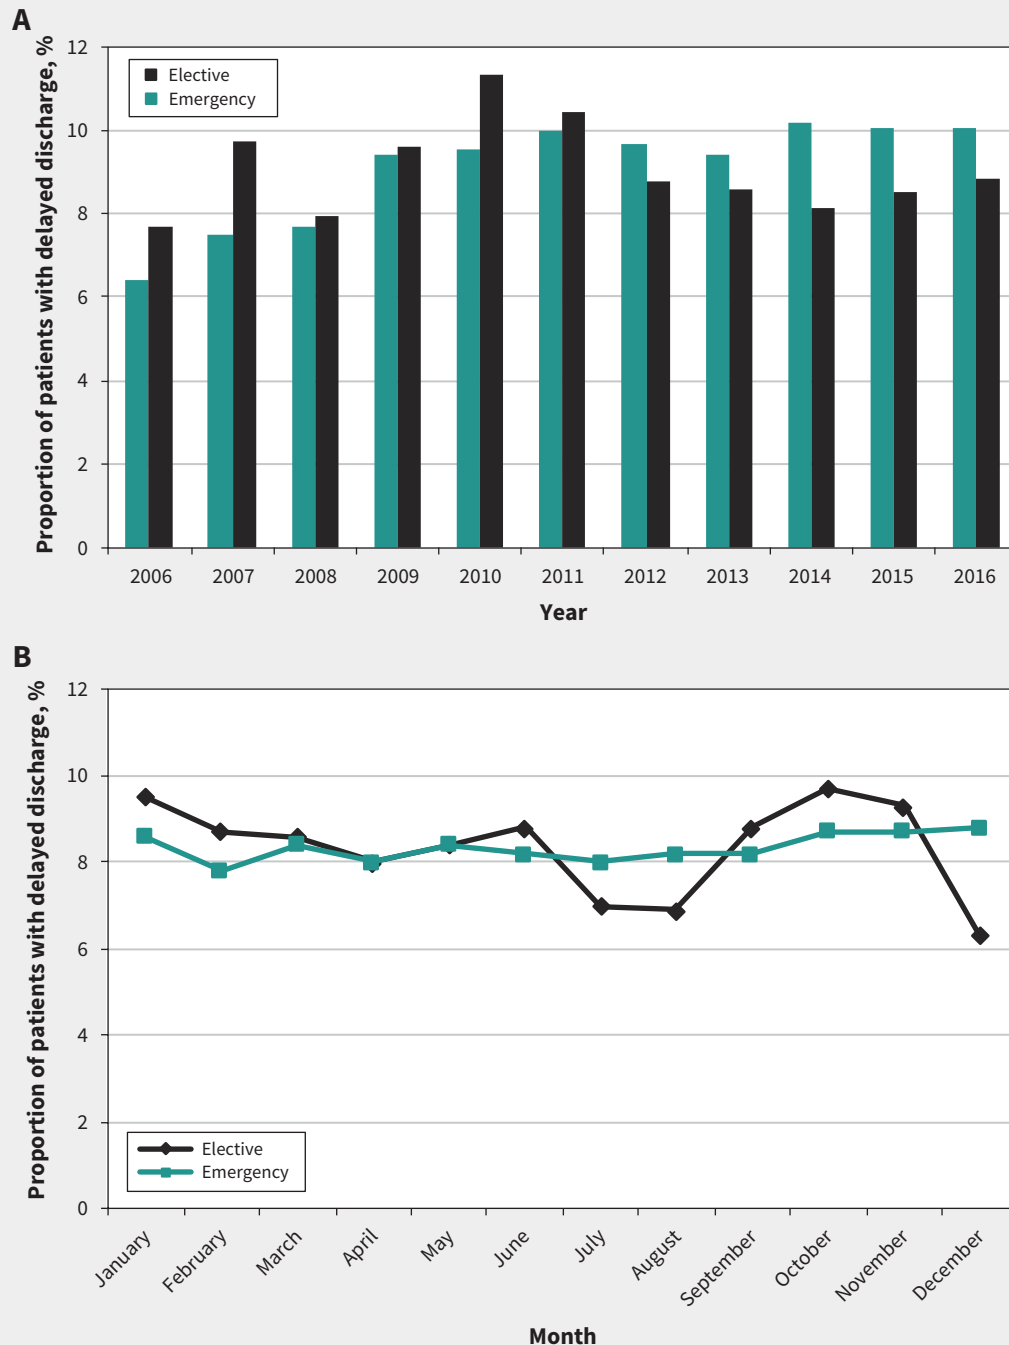 A
Proportion of patients with delayed discharge, %
12
10
8
6
4
2
0
Elective
Emergency
2006 2007 2008 2009 2010 2011 2012 2013 2014 2015 2016
Year
B
Proportion of patients with delayed discharge, %
12
10
8
6
4
2
0
Elective
Emergency
January February March April May June July August September October November December
Month